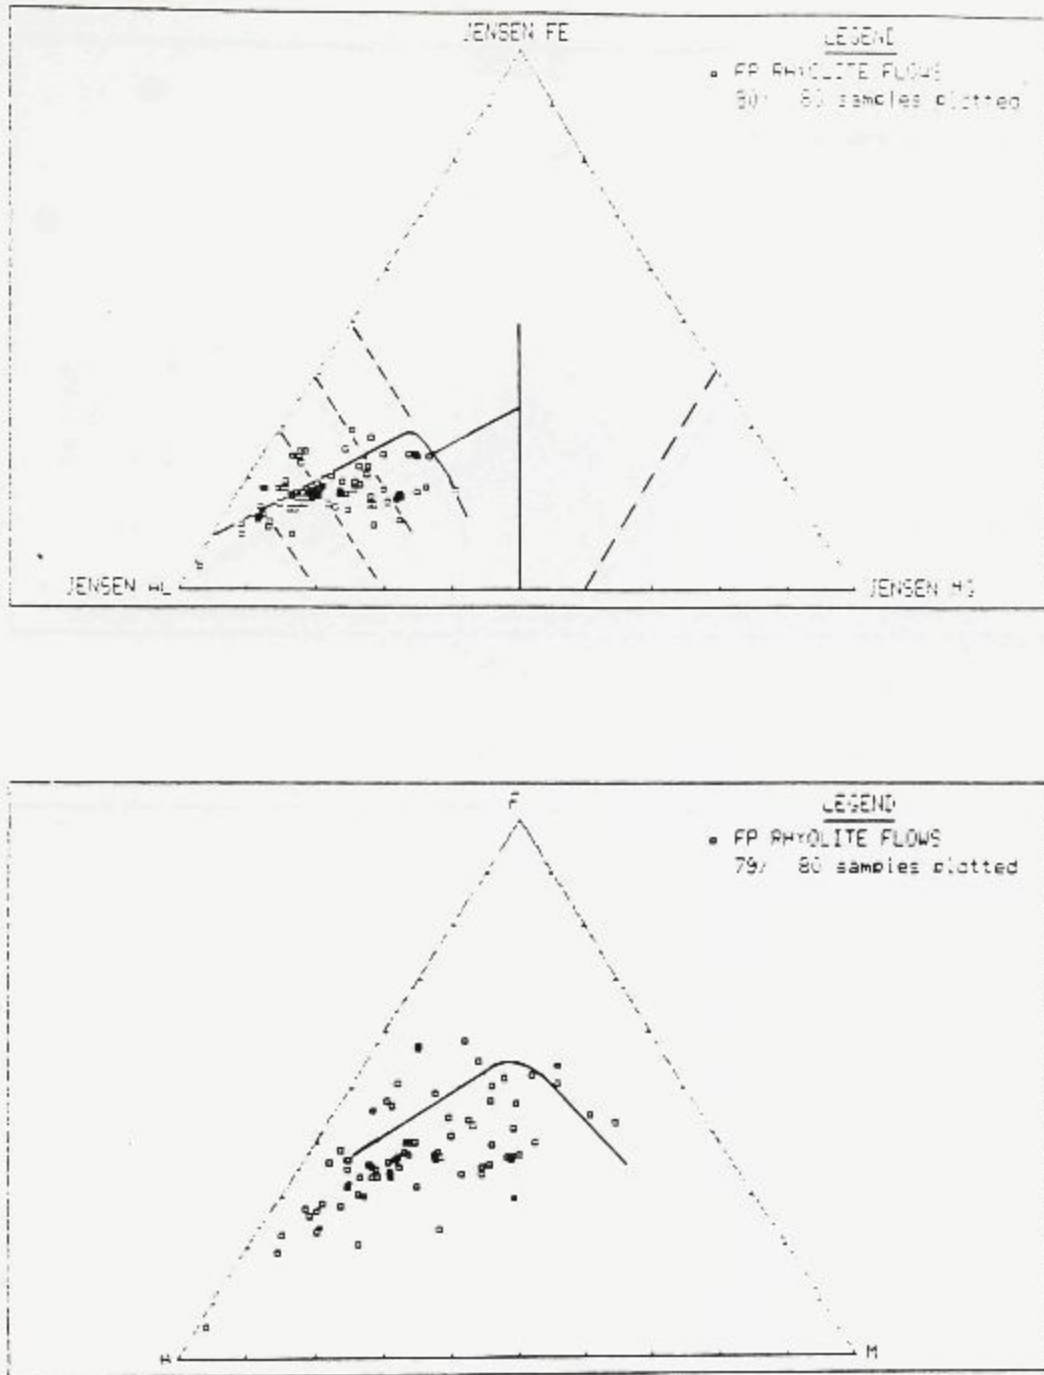 JENSEN FE
LEGEND
FP RHYOLITE FLOWS
80/ 80 samples plotted
JENSEN AL
JENSEN MG
F
LEGEND
FP RHYOLITE FLOWS
79/ 80 samples plotted
A
M